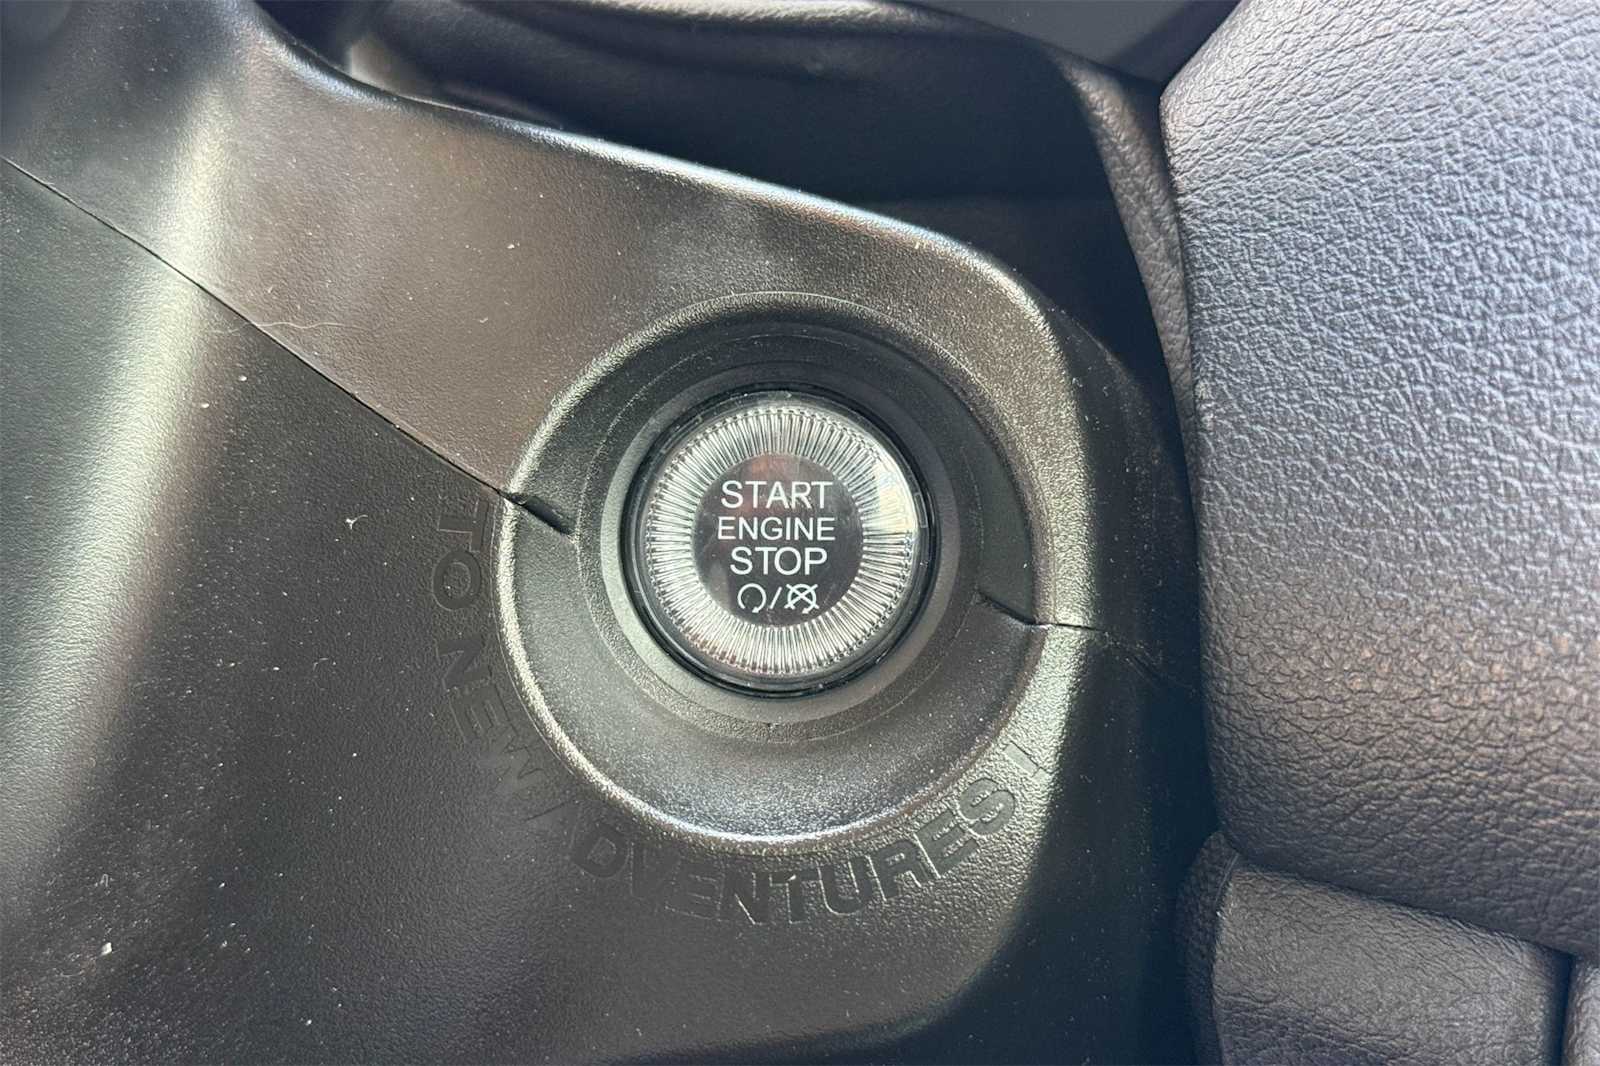 START
ENGINE
STOP
/
TO NEW ADVENTURES !